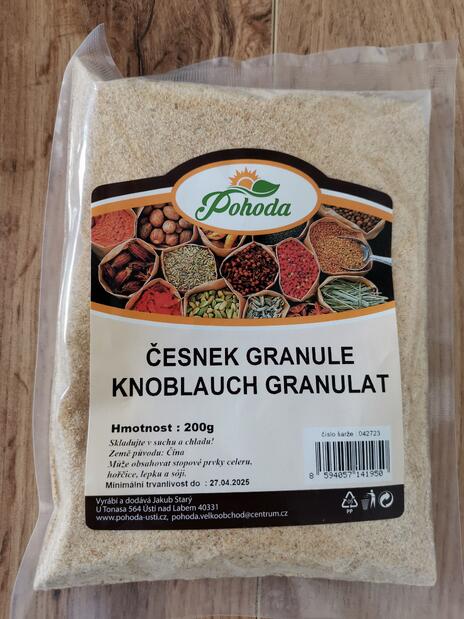 Pohoda
ČESNEK GRANULE
KNOBLAUCH GRANULAT
Hmotnost : 200g
Skladujte v suchu a chladu!
Země původu: Čína
Může obsahovat stopové prvky celeru,
hořčice, lepku a sóji.
Minimální trvanlivost do : 27.04.2025
číslo šarže : 042723
8 594057 141950
Vyrábí a dodává Jakub Starý
U Tonasa 564 Ústí nad Labem 40331
www.pohoda-usti.cz, pohoda.velkoobchod@centrum.cz
PP